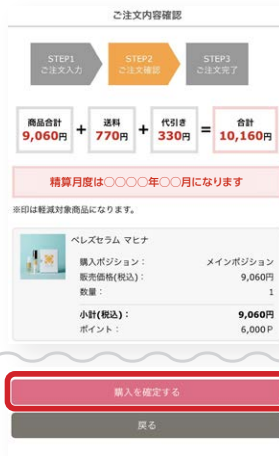 ご注文内容確認
STEP1
ご注文入力
STEP2
ご注文確認
STEP3
ご注文完了
商品合計
9,060円
+
送料
770円
+
代引き
330円
=
合計
10,160円
精算月度は○○○○年○○月になります
※印は軽減対象商品になります。
ペレズセラム マヒナ
購入ポジション： メインポジション
販売価格(税込)： 9,060円
数量： 1
小計(税込)： 9,060円
ポイント： 6,000 P
購入を確定する
戻る